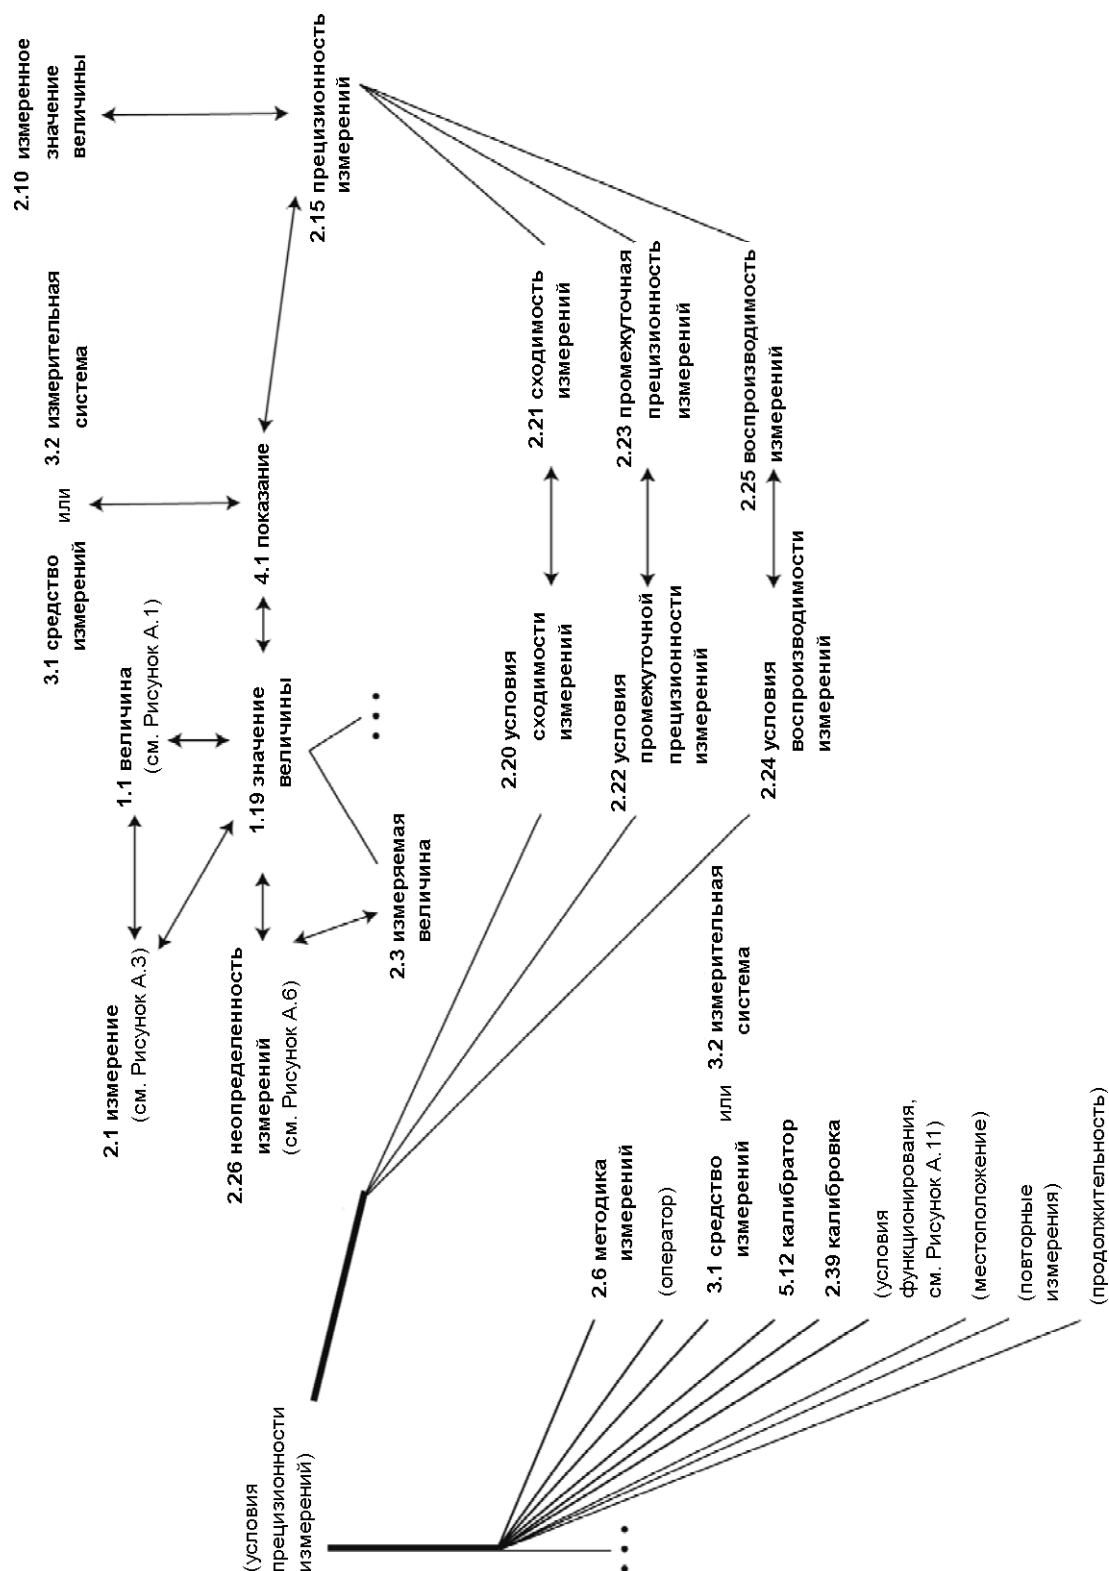 2.10 измеренное
значение
величины
3.1 средство
измерений
или
3.2 измерительная
система
1.1 величина
(см. Рисунок А.1)
2.1 измерение
(см. Рисунок А.3)
2.15 прецизионность
измерений
4.1 показание
1.19 значение
величины
2.26 неопределенность
измерений
(см. Рисунок А.6)
2.3 измеряемая
величина
(условия
прецизионности
измерений)
2.20 условия
сходимости
измерений
2.21 сходимость
измерений
2.22 условия
промежуточной
прецизионности
измерений
2.23 промежуточная
прецизионность
измерений
2.24 условия
воспроизводимости
измерений
2.25 воспроизводимость
измерений
2.6 методика
измерений
(оператор)
3.1 средство
измерений
или
3.2 измерительная
система
5.12 калибратор
2.39 калибровка
(условия
функционирования,
см. Рисунок А.11)
(местоположение)
(повторные
измерения)
(продолжительность)